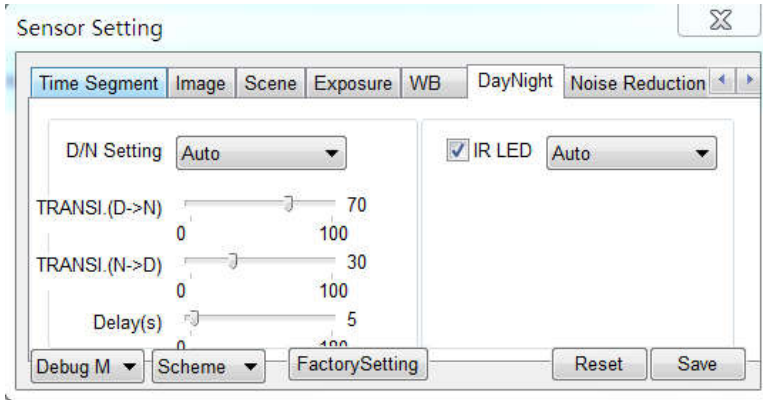 Sensor Setting
Time Segment Image Scene Exposure WB DayNight Noise Reduction
D/N Setting Auto
IR LED Auto
TRANSI.(D->N) 70
0 100
TRANSI.(N->D) 30
0 100
Delay(s) 5
Debug M Scheme FactorySetting Reset Save